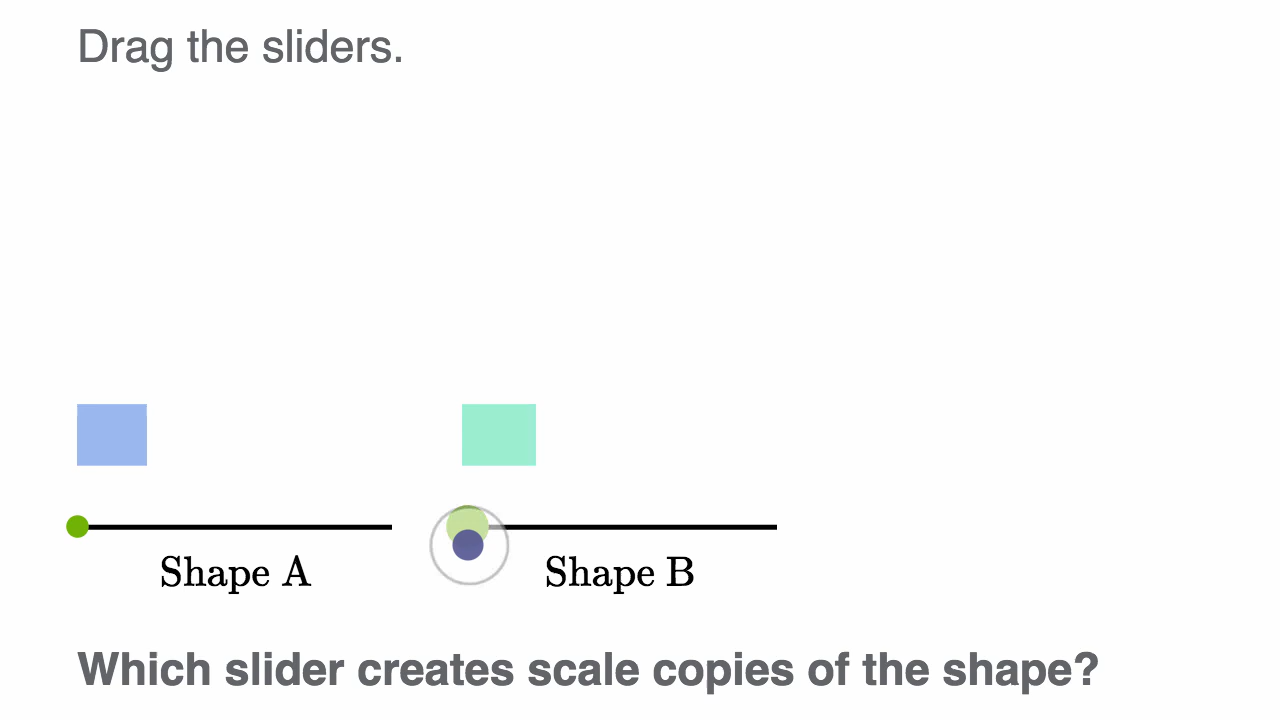 Drag the sliders.
Shape A
Shape B
Which slider creates scale copies of the shape?